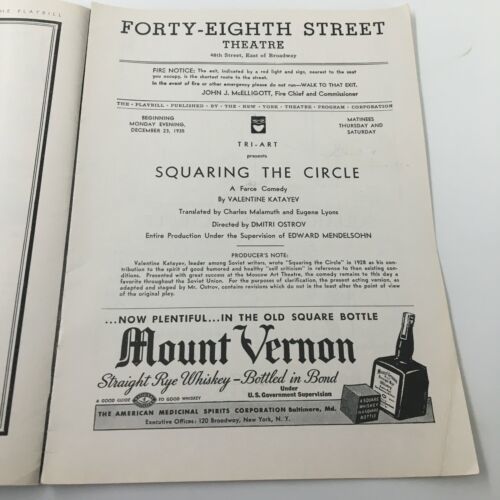 THE PLAYBILL
FORTY-EIGHTH STREET
THEATRE
48th Street, East of Broadway
FIRE NOTICE: The exit, indicated by a red light and sign, nearest to the seat
you occupy, is the shortest route to the street.
In the event of fire or other emergency please do not run—WALK TO THAT EXIT.
JOHN J. McELLIGOTT, Fire Chief and Commissioner
THE · PLAYBILL · PUBLISHED · BY · THE · NEW · YORK · THEATRE · PROGRAM · CORPORATION
BEGINNING
MONDAY EVENING,
DECEMBER 23, 1935
MATINEES
THURSDAY AND
SATURDAY
TRI-ART
presents
SQUARING THE CIRCLE
A Farce Comedy
By VALENTINE KATAYEV
Translated by Charles Malamuth and Eugene Lyons
Directed by DMITRI OSTROV
Entire Production Under the Supervision of EDWARD MENDELSOHN
PRODUCER'S NOTE:
Valentine Katayev, leader among Soviet writers, wrote "Squaring the Circle" in 1928 as his con-
tribution to the spirit of good humored and healthy "self criticism" in reference to then existing condi-
tions. Presented with great success at the Moscow Art Theatre, the comedy remains to this day a
favorite throughout the Soviet Union. For the purposes of clarification, the present acting version, as
adapted and staged by Mr. Ostrov, contains revisions which do not in the least alter the point of view
of the original play.
...NOW PLENTIFUL...IN THE OLD SQUARE BOTTLE
Mount Vernon
Straight Rye Whiskey—Bottled in Bond
Under
U.S. Government Supervision
A GOOD GUIDE TO GOOD WHISKEY
THE AMERICAN MEDICINAL SPIRITS CORPORATION Baltimore, Md.
Executive Offices: 120 Broadway, New York, N. Y.
A SQUARE
WHISKEY
IN A SQUARE
BOTTLE
Mount Vernon